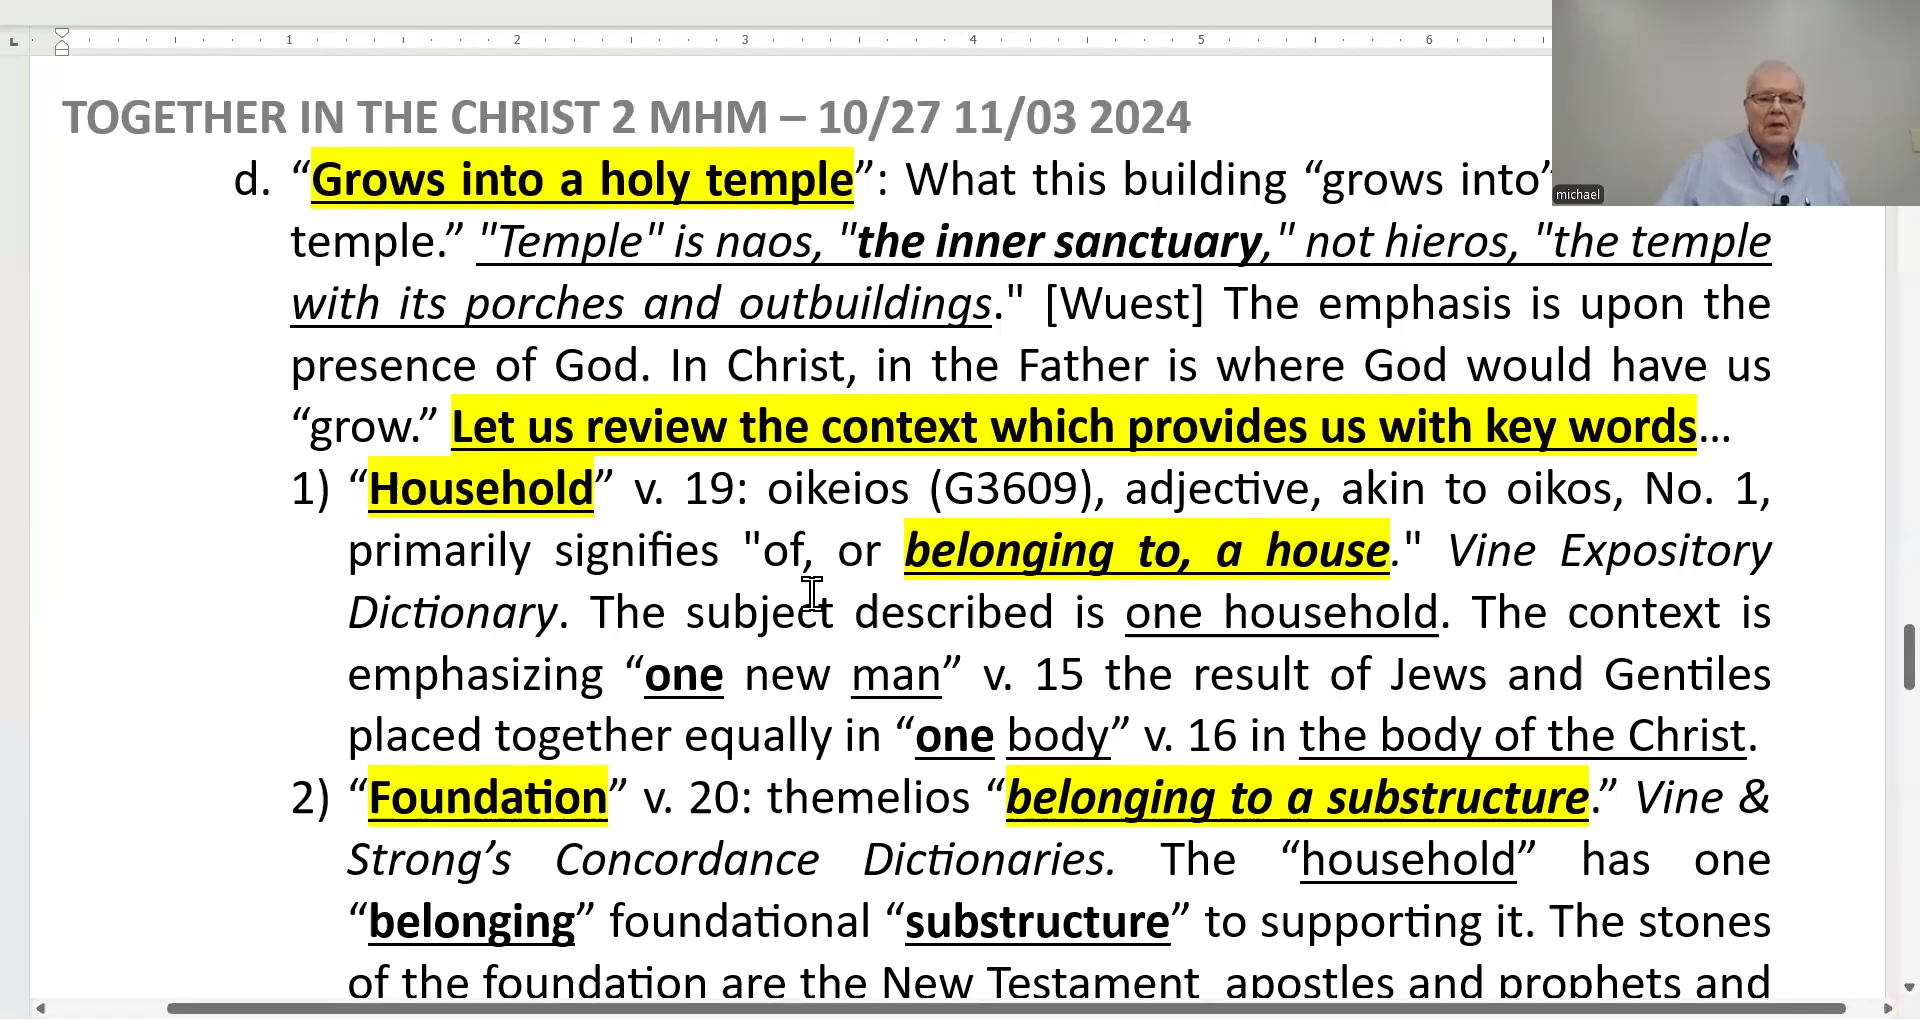 1 2 3 4 5 6
TOGETHER IN THE CHRIST 2 MHM – 10/27 11/03 2024
d. “Grows into a holy temple”: What this building “grows into”
michael
temple.” "Temple" is naos, "the inner sanctuary," not hieros, "the temple
with its porches and outbuildings." [Wuest] The emphasis is upon the
presence of God. In Christ, in the Father is where God would have us
“grow.” Let us review the context which provides us with key words…
1) “Household” v. 19: oikeios (G3609), adjective, akin to oikos, No. 1,
primarily signifies "of, or belonging to, a house." Vine Expository
Dictionary. The subject described is one household. The context is
emphasizing “one new man” v. 15 the result of Jews and Gentiles
placed together equally in “one body” v. 16 in the body of the Christ.
2) “Foundation” v. 20: themelios “belonging to a substructure.” Vine &
Strong’s Concordance Dictionaries. The “household” has one
“belonging” foundational “substructure” to supporting it. The stones
of the foundation are the New Testament apostles and prophets and